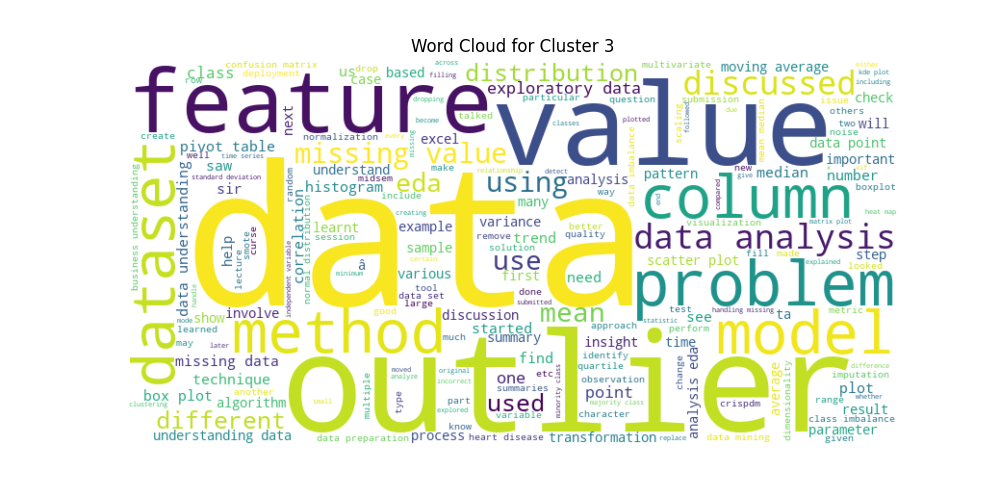 Word Cloud for Cluster 3
across
confusion matrix
drop
multivariate
moving average
either
kde plot
including
class
deployment
us
case
based
filling
distribution
discussed
feature
value
exploratory data
dropping
particular
question
submission
due
issue
check
row
next
talked
others
create
normalization
every
become
classes
plotted
scaling
followed
mean median
two
will
noise
pivot table
excel
missing value
data imbalance
data point
well
time series
understand
make
relationship
detect
pattern
new
give
median
important
number
saw
standard deviation
midsem
eda
using
analysis
way
compared
boxplot
sir
histogram
include
many
column
dataset
data understanding
business understanding
random
correlation
normal distribution
learnt
session
creating
example
variance
remove
better
quality
end
visualization
matrix plot
heat map
data
help
lecture
smote
curse
independent variable
missing
sample
certain
trend
solution
data analysis
scatter plot
fill
made
explained
looked
step
â
various
first
use
need
problem
handle
minimum
tool
data set
large
done
submitted
involve
show
good
discussion
mean
test
statistic
handling missing
metric
mode
learned
may
later
method
much
started
summary
approach
insight
perform
see
time
model
ta
missing data
find
identify
quartile
change
analysis eda
difference
imputation
technique
another
moved
analyze
original
incorrect
one
etc
summaries
minority class
observation
point
average
dimensionality
plot
range
whether
clustering
box plot
algorithm
small
multiple
type
explored
part
variable
used
majority class
character
crispdm
result
class imbalance
different
outlier
know
parameter
understanding data
data preparation
process
heart disease
transformation
replace
data mining
given